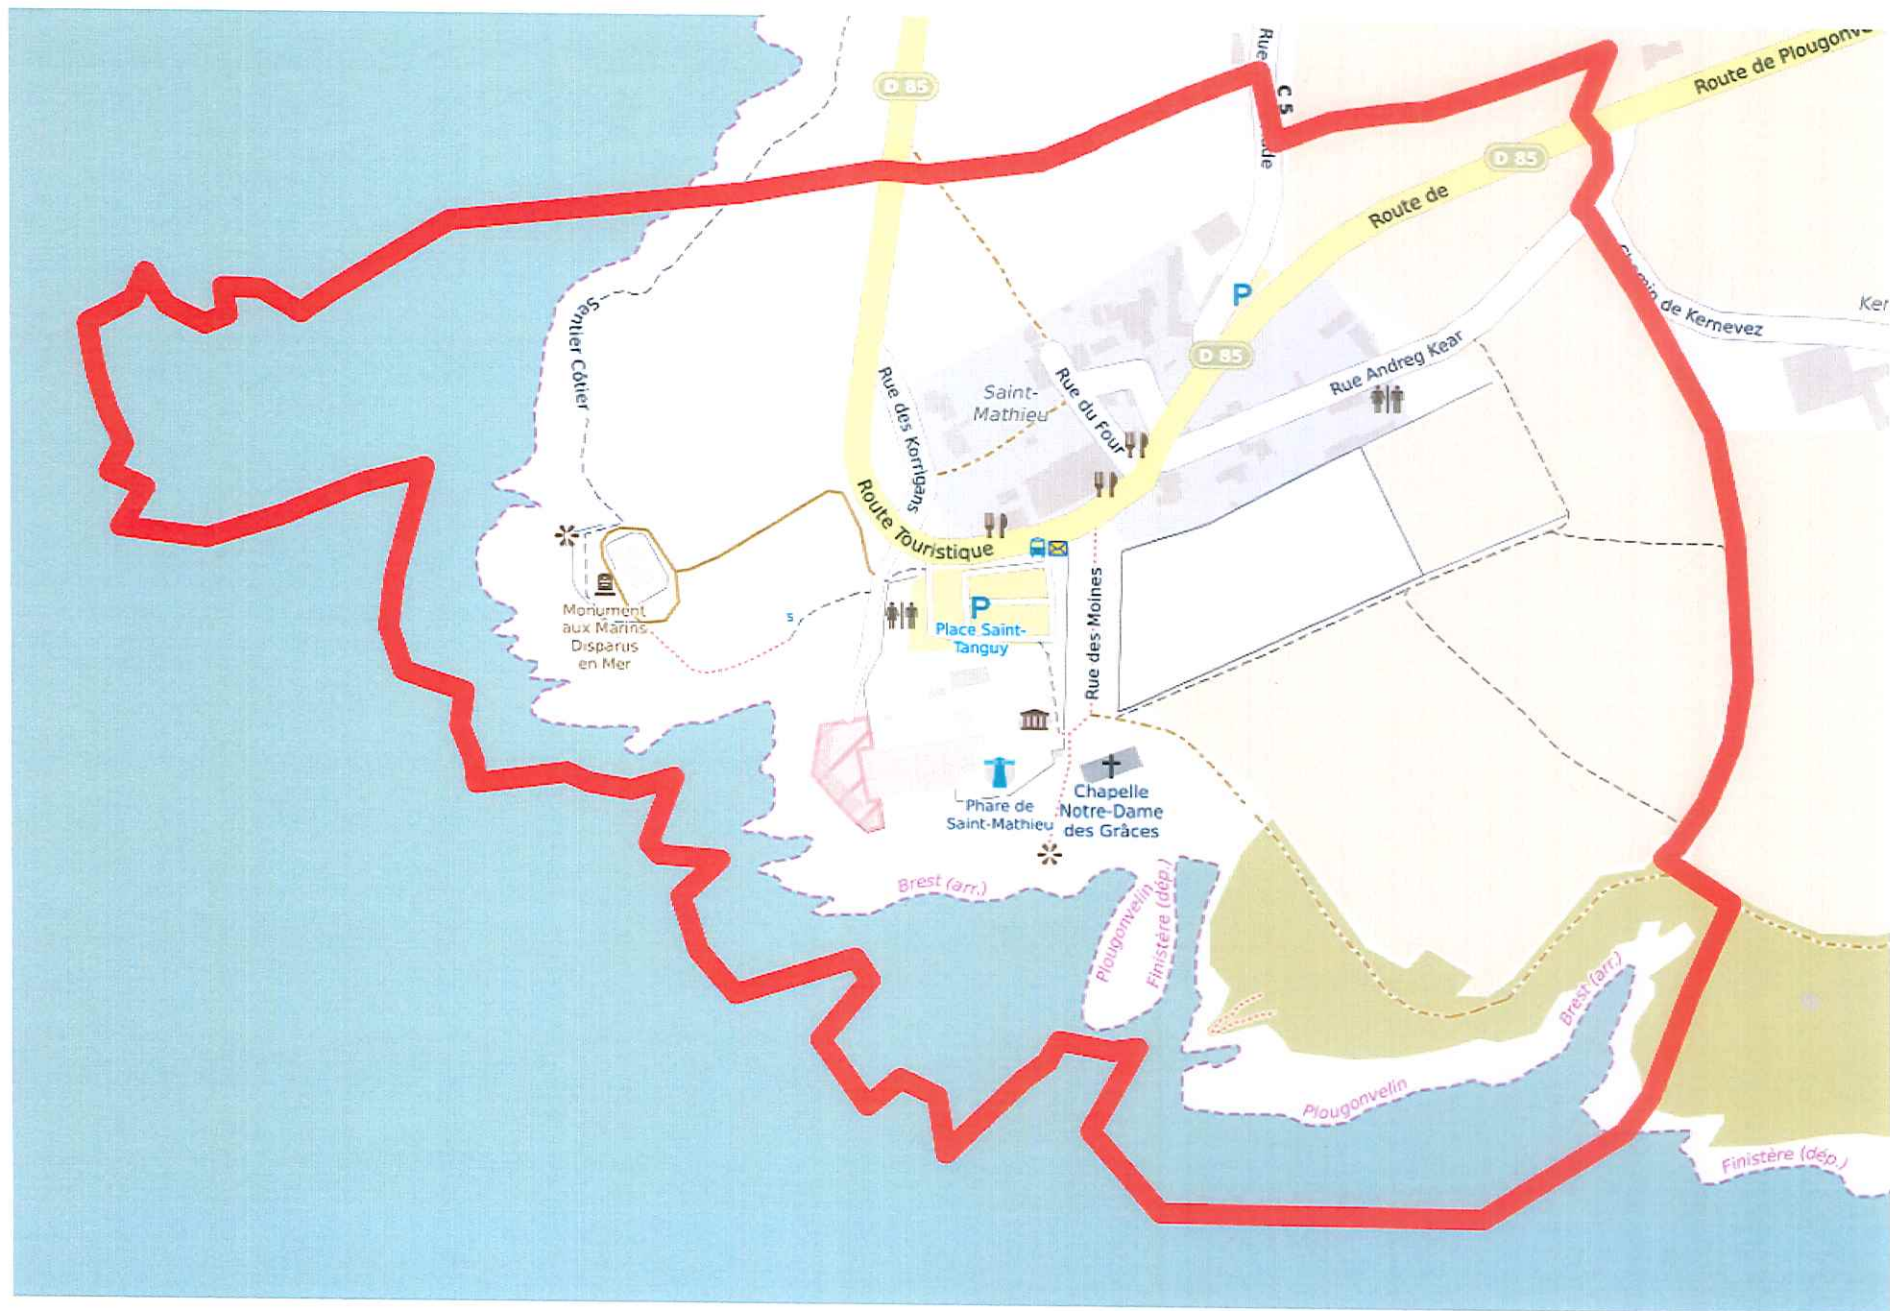 Rue
D 85
C 5
Route de Plougonv
D 85
Route de
Sentier Côtier
Chemin de Kernevez
Ker
P
D 85
Rue Andreg Kear
Rue des Korrigans
Saint-
Mathieu
Rue du Four
Route Touristique
Monument
aux Marins
Disparus
en Mer
s
P
Place Saint-
Tanguy
Rue des Moines
Phare de
Saint-Mathieu
Chapelle
Notre-Dame
des Grâces
Brest (arr.)
Plougonvelin
Finistère (dép.)
Brest (arr.)
Plougonvelin
Finistère (dép.)